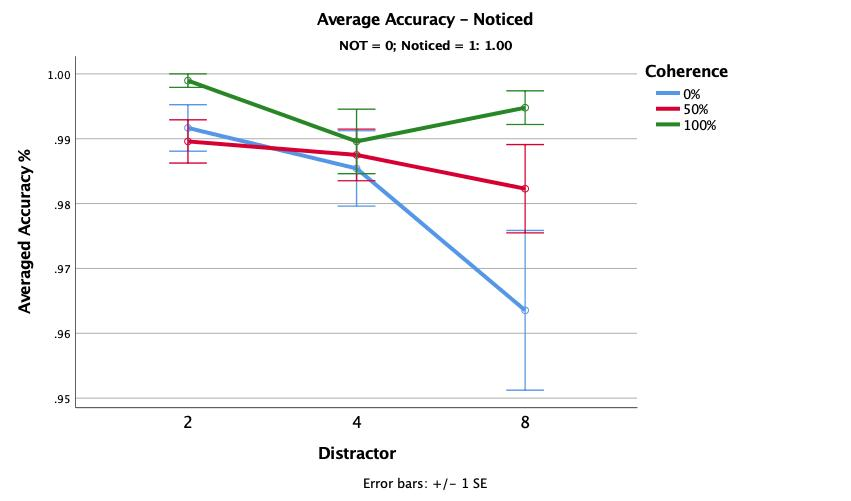 Average Accuracy – Noticed
NOT = 0; Noticed = 1: 1.00
Coherence
0%
50%
100%
Averaged Accuracy %
1.00
.99
.98
.97
.96
.95
2 4 8
Distractor
Error bars: +/– 1 SE